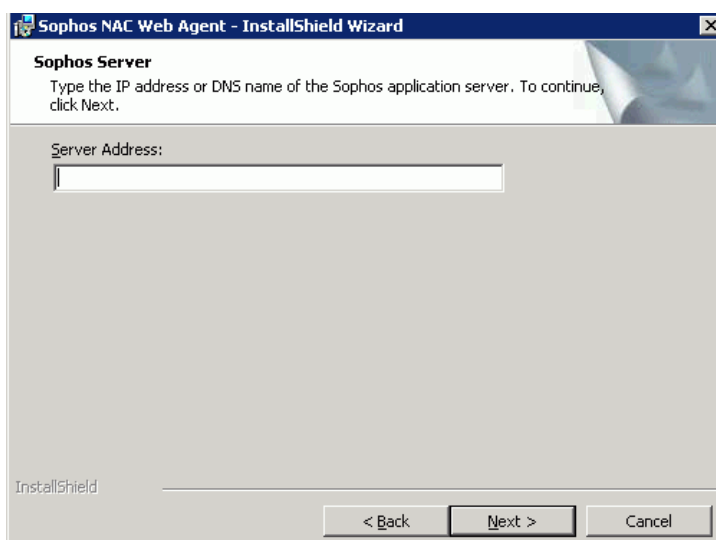 Sophos NAC Web Agent - InstallShield Wizard
Sophos Server
Type the IP address or DNS name of the Sophos application server. To continue,
click Next.
Server Address:
InstallShield
< Back
Next >
Cancel